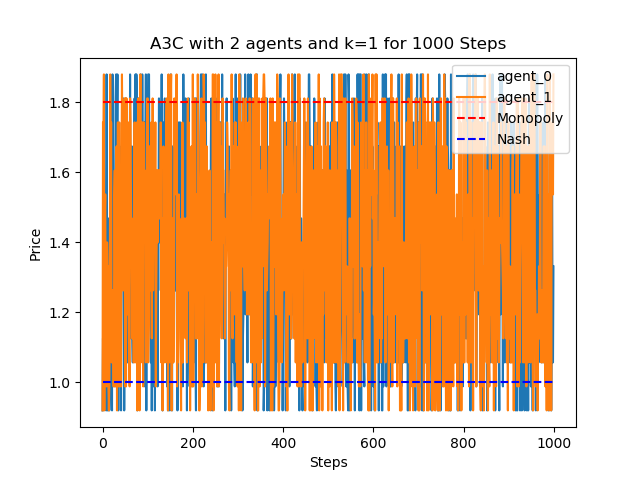 A3C with 2 agents and k=1 for 1000 Steps
agent_0
agent_1
Monopoly
Nash
1.8
1.6
1.4
1.2
1.0
Price
0 200 400 600 800 1000
Steps